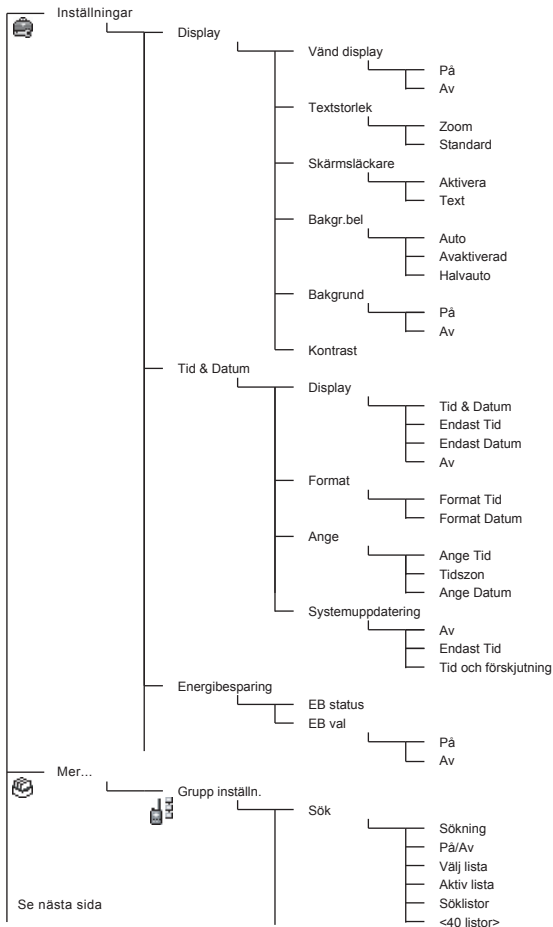 Inställningar
Display
Vänd display
På
Av
Textstorlek
Zoom
Standard
Skärmsläckare
Aktivera
Text
Bakgr.bel
Auto
Avaktiverad
Halvauto
Bakgrund
På
Av
Kontrast
Tid & Datum
Display
Tid & Datum
Endast Tid
Endast Datum
Av
Format
Format Tid
Format Datum
Ange
Ange Tid
Tidszon
Ange Datum
Systemuppdatering
Av
Endast Tid
Tid och förskjutning
Energibesparing
EB status
EB val
På
Av
Mer...
Grupp inställn.
Sök
Sökning
På/Av
Välj lista
Aktiv lista
Söklistor
<40 listor>
Se nästa sida